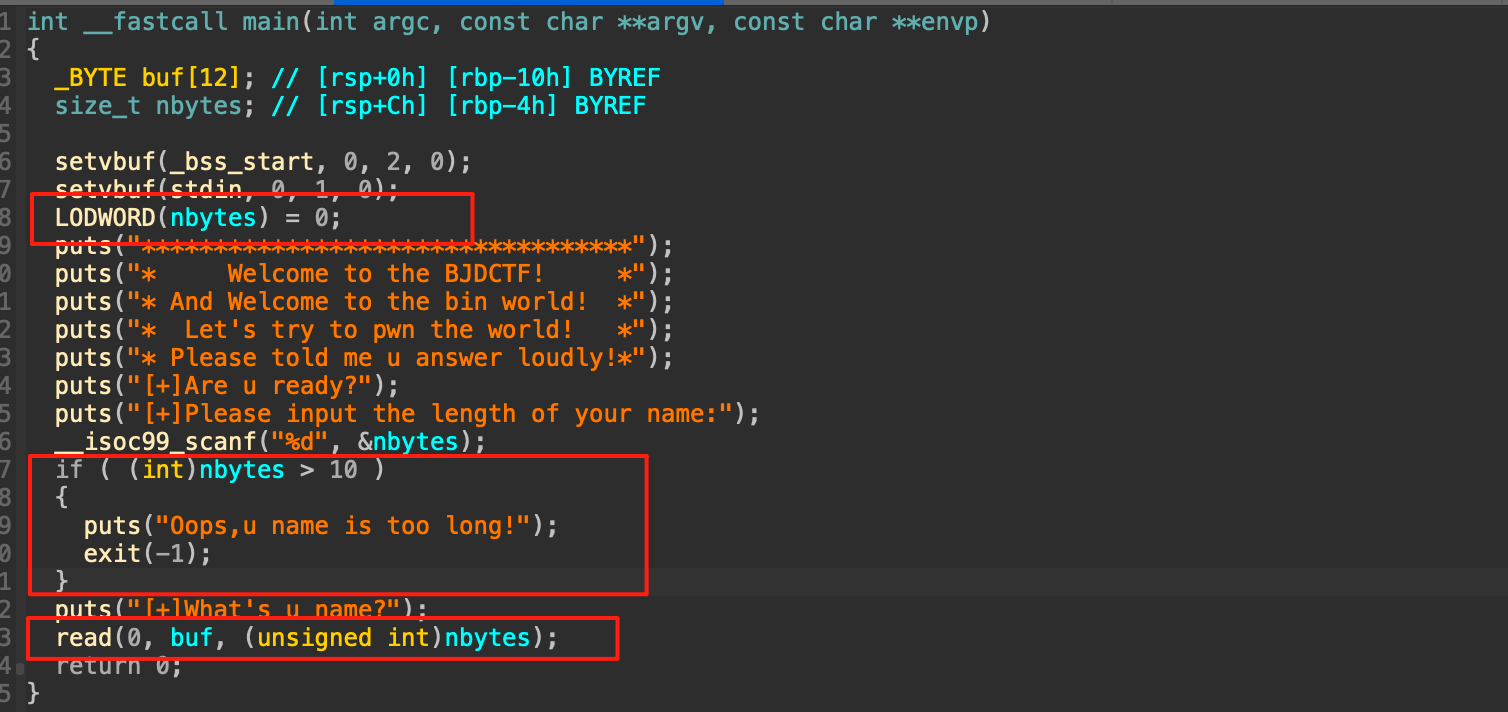 1 int __fastcall main(int argc, const char **argv, const char **envp)
2 {
3   _BYTE buf[12]; // [rsp+0h] [rbp-10h] BYREF
4   size_t nbytes; // [rsp+Ch] [rbp-4h] BYREF
5
6   setvbuf(_bss_start, 0, 2, 0);
7   setvbuf(stdin, 0, 1, 0);
8   LODWORD(nbytes) = 0;
9   puts("**********************************");
0   puts("*     Welcome to the BJDCTF!     *");
1   puts("* And Welcome to the bin world!  *");
2   puts("*  Let's try to pwn the world!   *");
3   puts("* Please told me u answer loudly!*");
4   puts("[+]Are u ready?");
5   puts("[+]Please input the length of your name:");
6   __isoc99_scanf("%d", &nbytes);
7   if ( (int)nbytes > 10 )
8   {
9     puts("Oops,u name is too long!");
0     exit(-1);
1   }
2   puts("[+]What's u name?");
3   read(0, buf, (unsigned int)nbytes);
4   return 0;
5 }